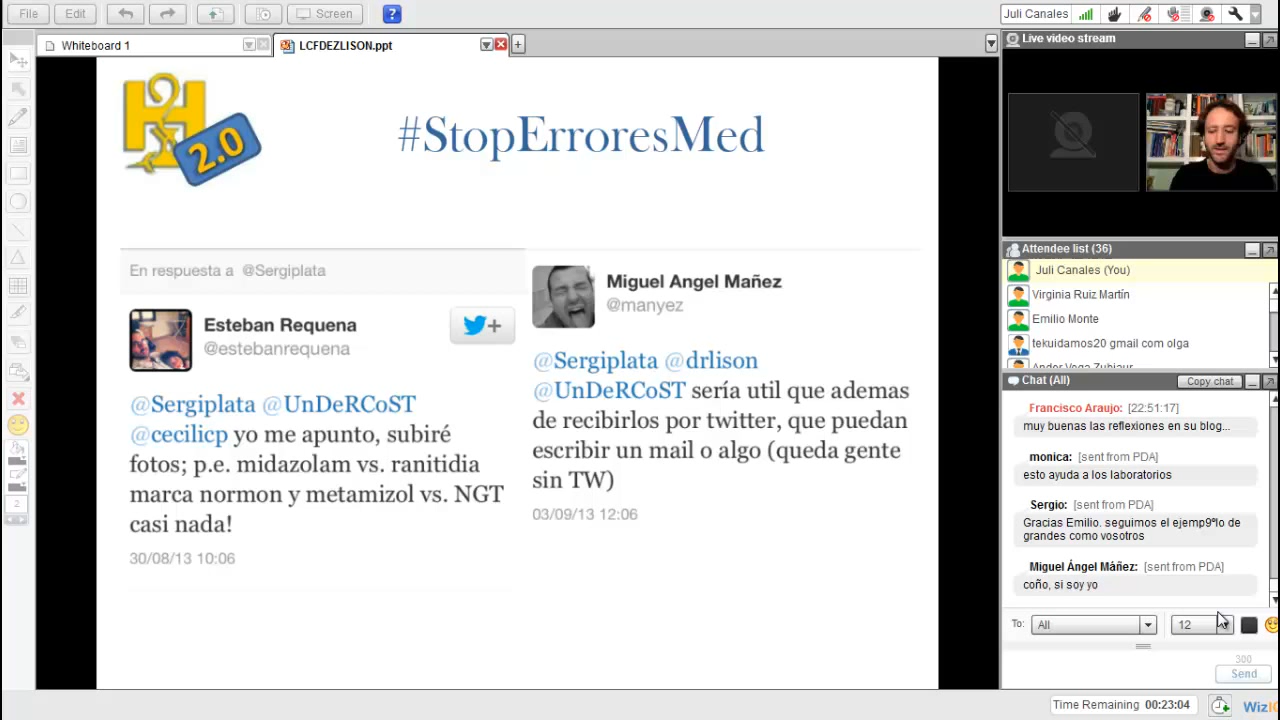 File
Edit
Screen
?
Juli Canales
Whiteboard 1
LCFDEZLISON.ppt
Live video stream
H
2.0
#StopErroresMed
En respuesta a @Sergiplata
Esteban Requena
@estebanrequena
@Sergiplata @UnDeRCoST
@cecilicp yo me apunto, subiré
fotos; p.e. midazolam vs. ranitidia
marca normon y metamizol vs. NGT
casi nada!
30/08/13 10:06
Miguel Angel Mañez
@manyez
@Sergiplata @drlison
@UnDeRCoST sería util que ademas
de recibirlos por twitter, que puedan
escribir un mail o algo (queda gente
sin TW)
03/09/13 12:06
Attendee list (36)
Juli Canales (You)
Virginia Ruiz Martín
Emilio Monte
tekuidamos20 gmail com olga
Ander Vega Zubiaur
Chat (All)
Copy chat
Francisco Araujo: [22:51:17]
muy buenas las reflexiones en su blog...
monica: [sent from PDA]
esto ayuda a los laboratorios
Sergio: [sent from PDA]
Gracias Emilio. seguimos el ejemp9ªlo de
grandes como vosotros
Miguel Ángel Máñez: [sent from PDA]
coño, si soy yo
To:
All
12
300
Send
2
Time Remaining 00:23:04